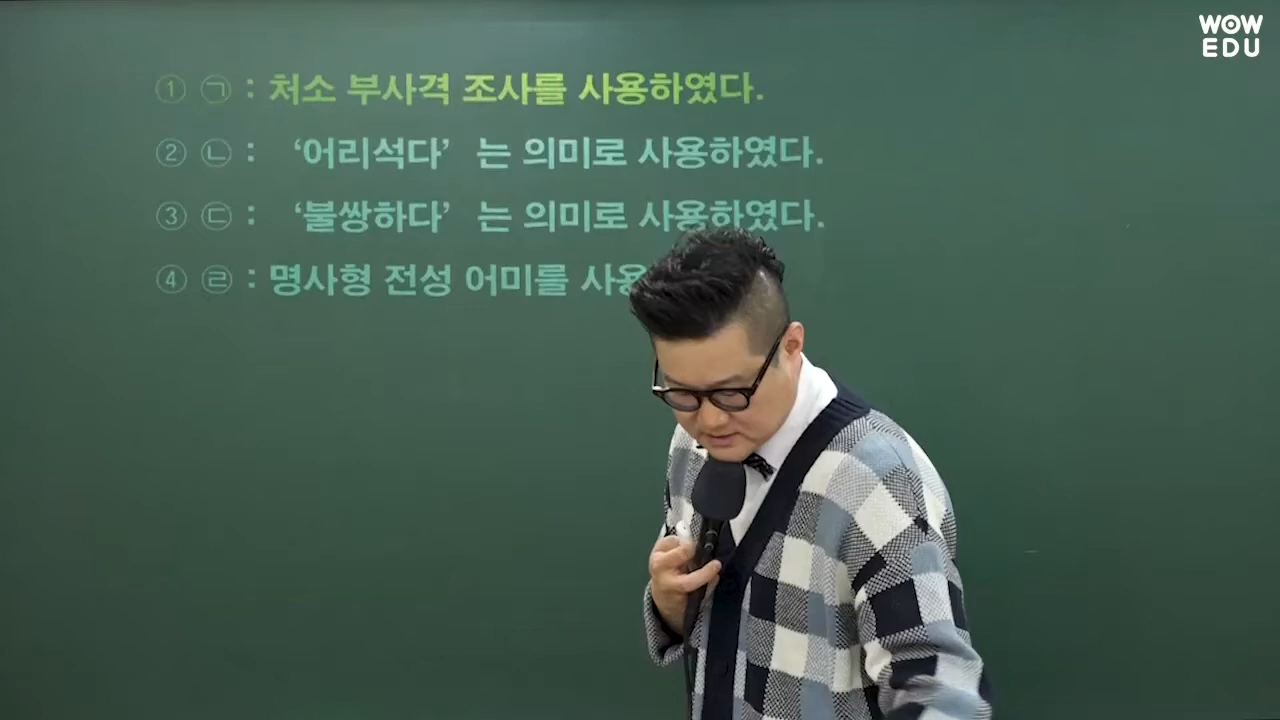 WOW
EDU
① ㉠ : 처소 부사격 조사를 사용하였다.
② ㉡ : ‘어리석다’ 는 의미로 사용하였다.
③ ㉢ : ‘불쌍하다’ 는 의미로 사용하였다.
④ ㉣ : 명사형 전성 어미를 사용